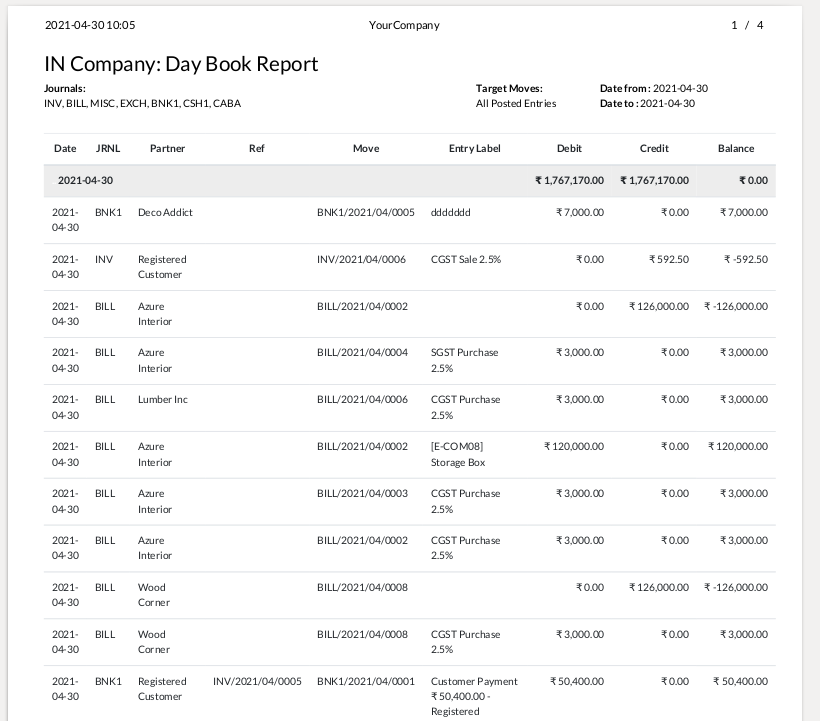 2021-04-30 10:05 YourCompany 1 / 4
IN Company: Day Book Report
Journals: Target Moves: Date from : 2021-04-30
INV, BILL, MISC, EXCH, BNK1, CSH1, CABA All Posted Entries Date to : 2021-04-30
Date JRNL Partner Ref Move Entry Label Debit Credit Balance
2021-04-30 ₹ 1,767,170.00 ₹ 1,767,170.00 ₹ 0.00
2021- BNK1 Deco Addict BNK1/2021/04/0005 ddddddd ₹ 7,000.00 ₹ 0.00 ₹ 7,000.00
04-30
2021- INV Registered INV/2021/04/0006 CGST Sale 2.5% ₹ 0.00 ₹ 592.50 ₹ -592.50
04-30 Customer
2021- BILL Azure BILL/2021/04/0002 ₹ 0.00 ₹ 126,000.00 ₹ -126,000.00
04-30 Interior
2021- BILL Azure BILL/2021/04/0004 SGST Purchase ₹ 3,000.00 ₹ 0.00 ₹ 3,000.00
04-30 Interior 2.5%
2021- BILL Lumber Inc BILL/2021/04/0006 CGST Purchase ₹ 3,000.00 ₹ 0.00 ₹ 3,000.00
04-30 2.5%
2021- BILL Azure BILL/2021/04/0002 [E-COM08] ₹ 120,000.00 ₹ 0.00 ₹ 120,000.00
04-30 Interior Storage Box
2021- BILL Azure BILL/2021/04/0003 CGST Purchase ₹ 3,000.00 ₹ 0.00 ₹ 3,000.00
04-30 Interior 2.5%
2021- BILL Azure BILL/2021/04/0002 CGST Purchase ₹ 3,000.00 ₹ 0.00 ₹ 3,000.00
04-30 Interior 2.5%
2021- BILL Wood BILL/2021/04/0008 ₹ 0.00 ₹ 126,000.00 ₹ -126,000.00
04-30 Corner
2021- BILL Wood BILL/2021/04/0008 CGST Purchase ₹ 3,000.00 ₹ 0.00 ₹ 3,000.00
04-30 Corner 2.5%
2021- BNK1 Registered INV/2021/04/0005 BNK1/2021/04/0001 Customer Payment ₹ 50,400.00 ₹ 0.00 ₹ 50,400.00
04-30 Customer ₹ 50,400.00 -
Registered